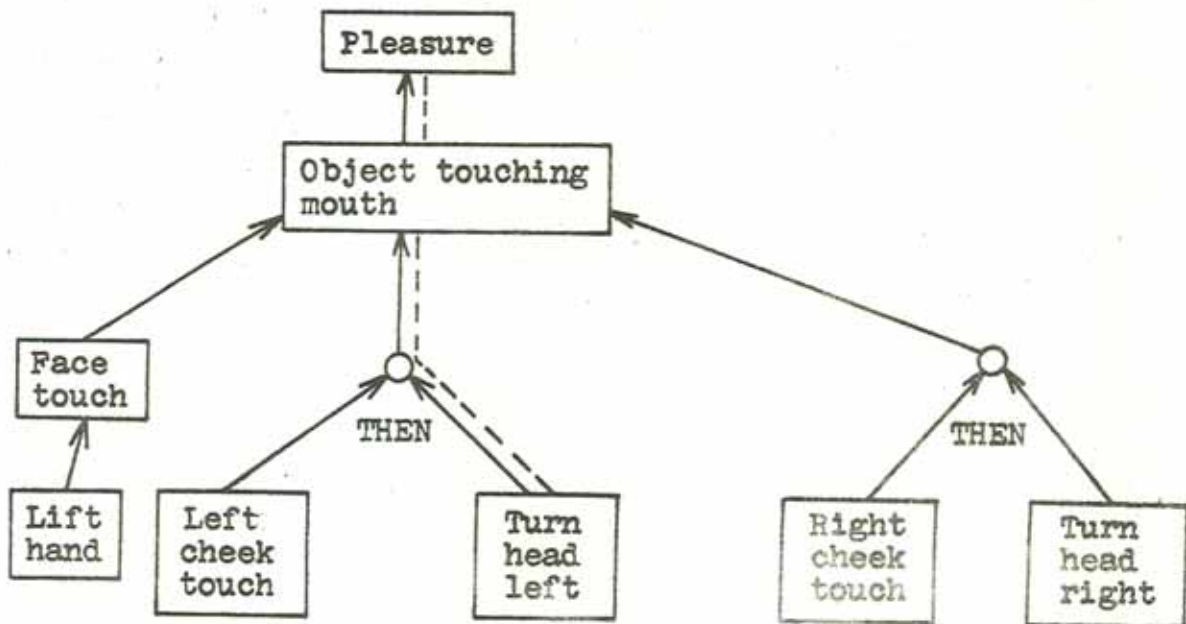 Pleasure
Object touching
mouth
Face
touch
THEN
THEN
Lift
hand
Left
cheek
touch
Turn
head
left
Right
cheek
touch
Turn
head
right